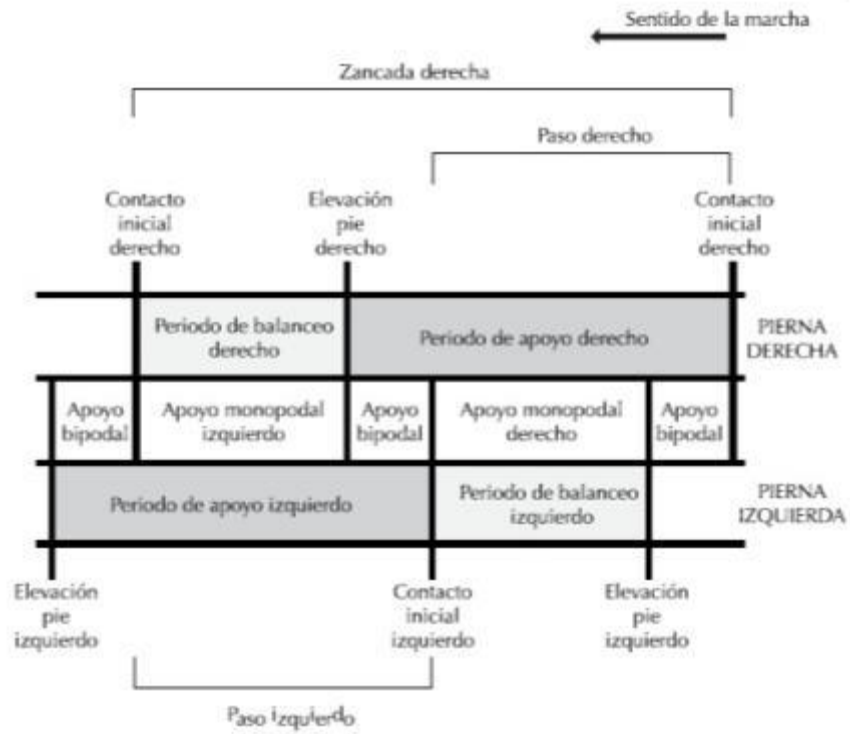 Sentido de la marcha
Zancada derecha
Paso derecho
Contacto
inicial
derecho
Elevación
pie
derecho
Contacto
inicial
derecho
Periodo de balanceo
derecho
Periodo de apoyo derecho
PIERNA
DERECHA
Apoyo
bipodal
Apoyo monopodal
izquierdo
Apoyo
bipodal
Apoyo monopodal
derecho
Apoyo
bipodal
Periodo de apoyo izquierdo
Periodo de balanceo
izquierdo
PIERNA
IZQUIERDA
Elevación
pie
izquierdo
Contacto
inicial
izquierdo
Elevación
pie
izquierdo
Paso izquierdo